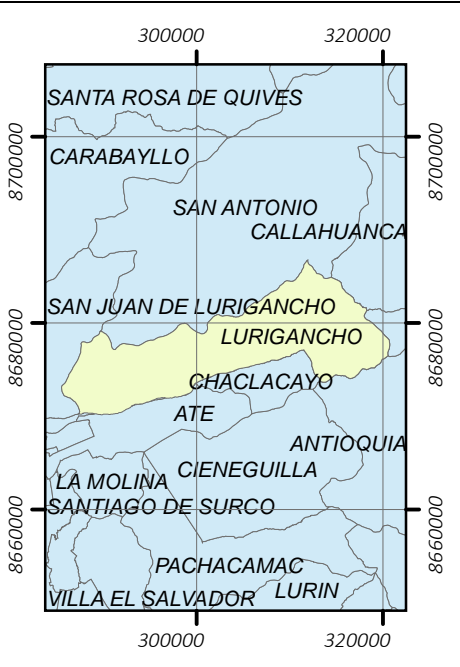 300000 320000
SANTA ROSA DE QUIVES
8700000 8700000
CARABAYLLO
SAN ANTONIO
CALLAHUANCA
SAN JUAN DE LURIGANCHO
LURIGANCHO
8680000 8680000
CHACLACAYO
ATE
ANTIOQUIA
CIENEGUILLA
LA MOLINA
SANTIAGO DE SURCO
8660000 8660000
PACHACAMAC
LURIN
VILLA EL SALVADOR
300000 320000